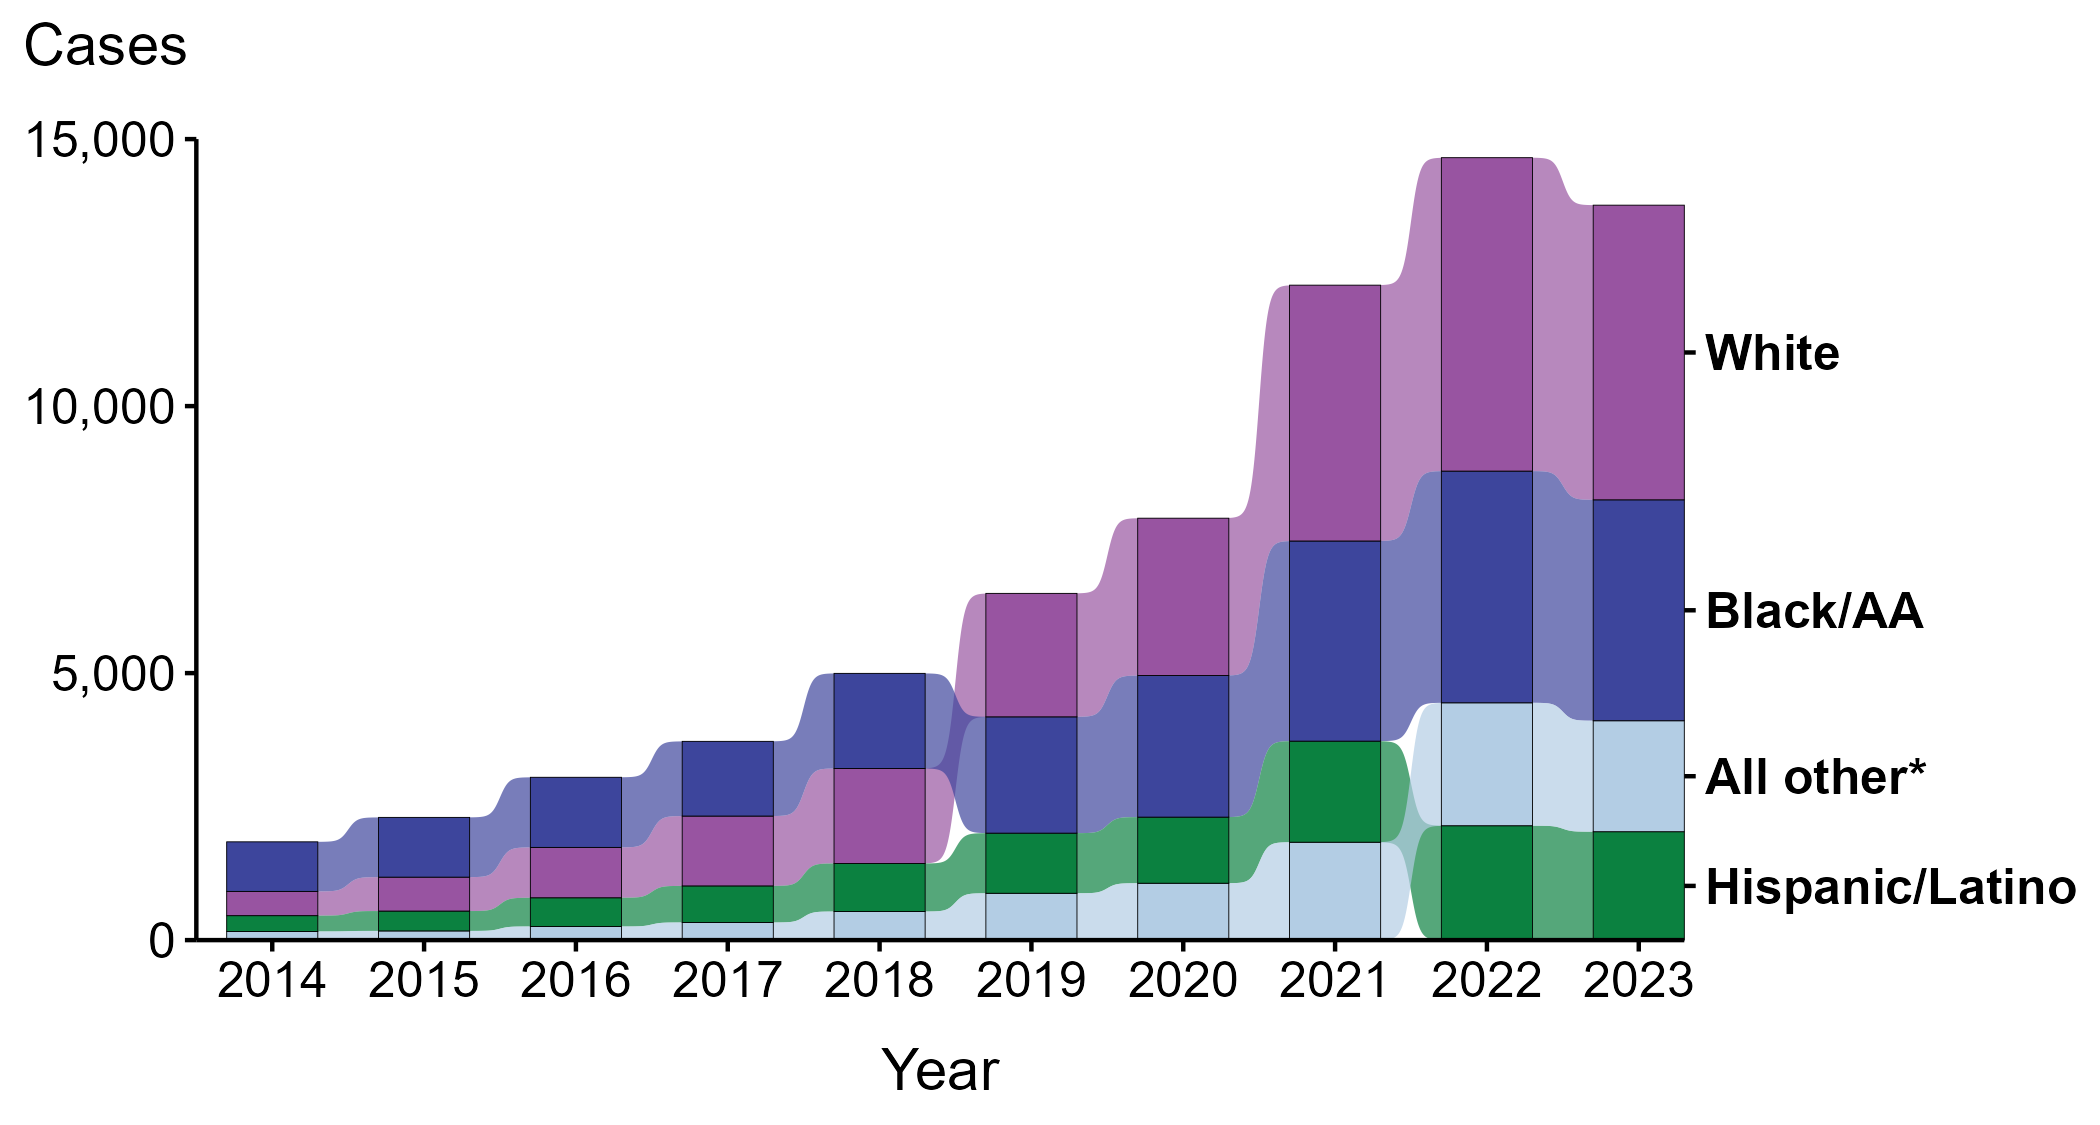 Cases
15,000
10,000
5,000
0
White
Black/AA
All other*
Hispanic/Latino
2014 2015 2016 2017 2018 2019 2020 2021 2022 2023
Year